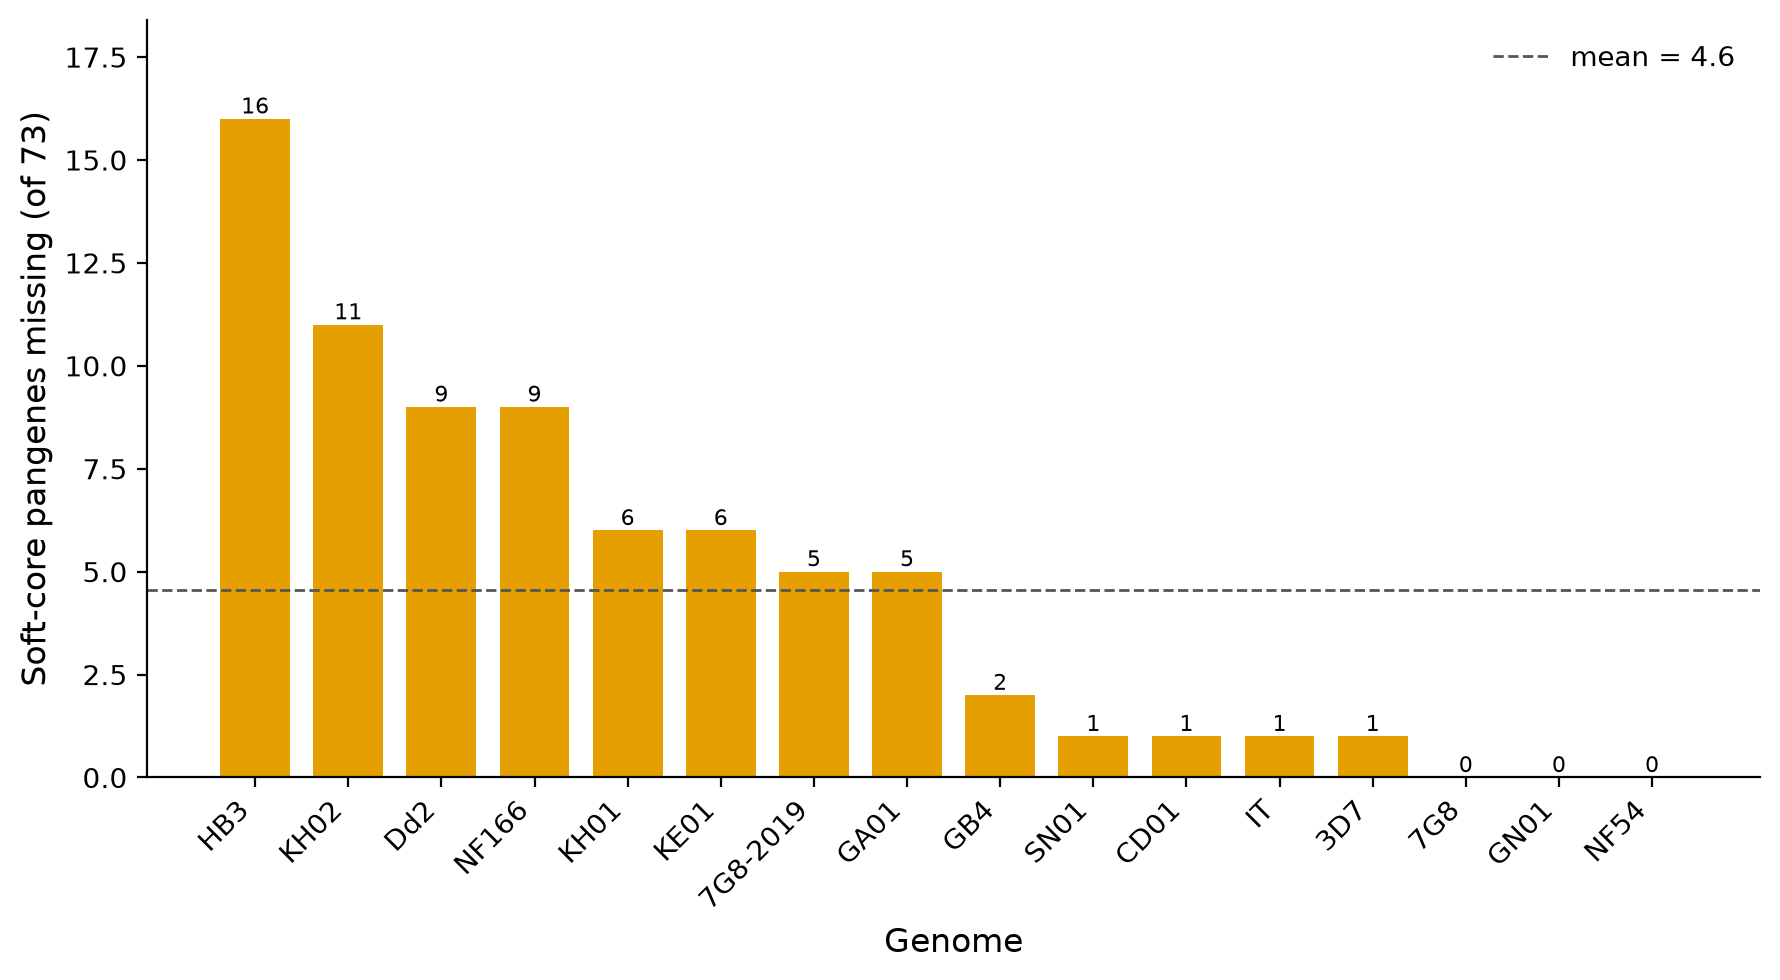 Soft-core pangenes missing (of 73)
17.5
15.0
12.5
10.0
7.5
5.0
2.5
0.0
mean = 4.6
16
11
9
9
6
6
5
5
2
1
1
1
1
0
0
0
HB3
KH02
Dd2
NF166
KH01
KE01
7G8-2019
GA01
GB4
SN01
CD01
IT
3D7
7G8
GN01
NF54
Genome